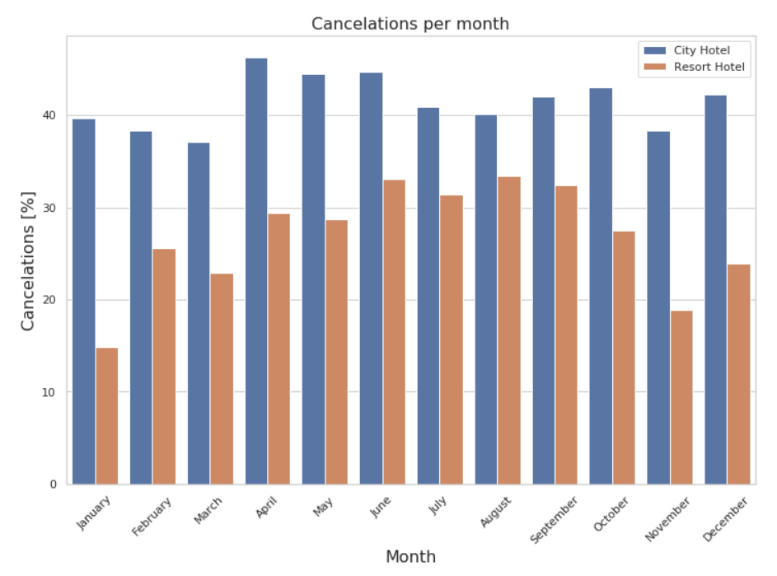 Cancelations per month
City Hotel
Resort Hotel
Cancelations [%]
40
30
20
10
0
January
February
March
April
May
June
July
August
September
October
November
December
Month